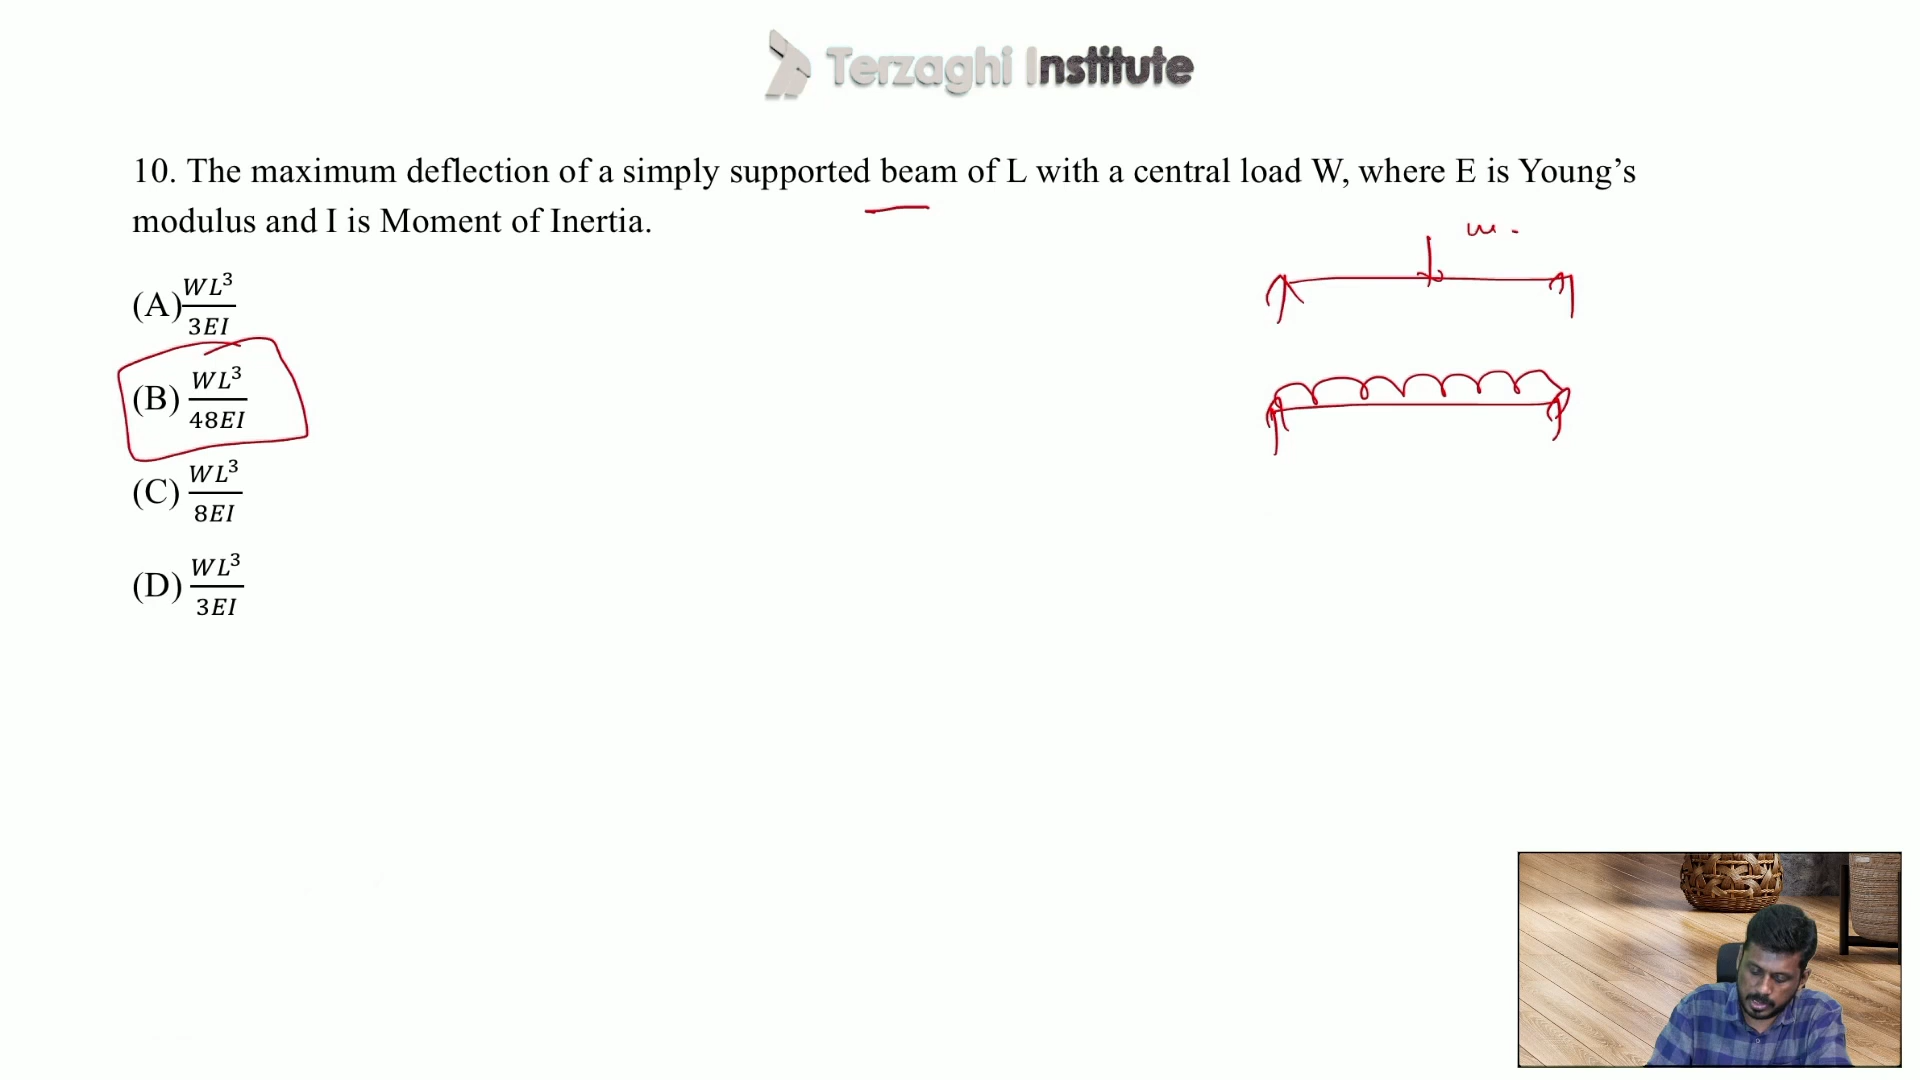 Terzaghi Institute
10. The maximum deflection of a simply supported beam of L with a central load W, where E is Young’s
modulus and I is Moment of Inertia.
w.
(A) WL³/3EI
(B) WL³/48EI
(C) WL³/8EI
(D) WL³/3EI